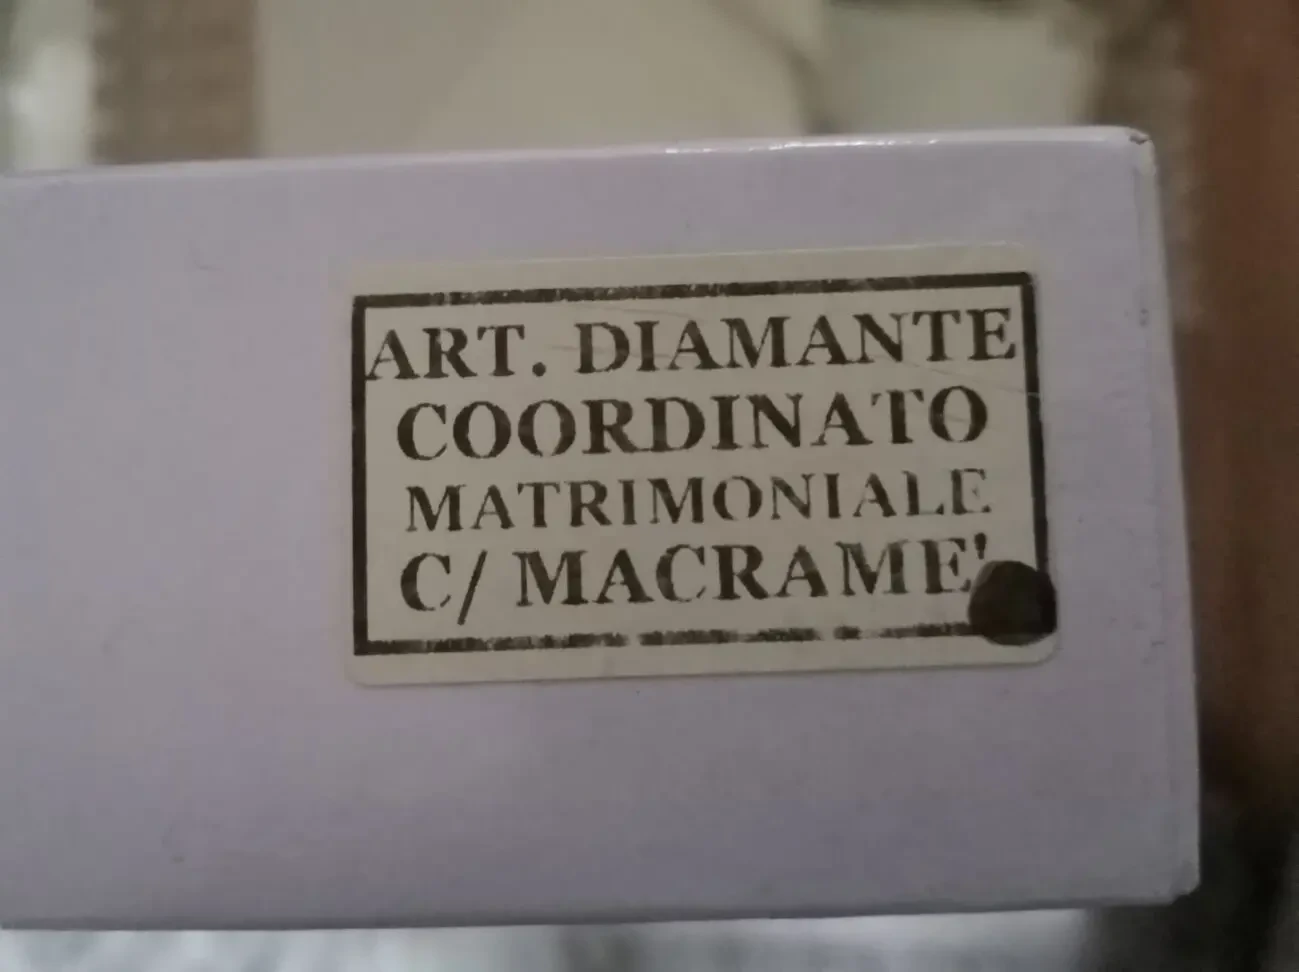 ART. DIAMANTE
COORDINATO
MATRIMONIALE
C/ MACRAME'